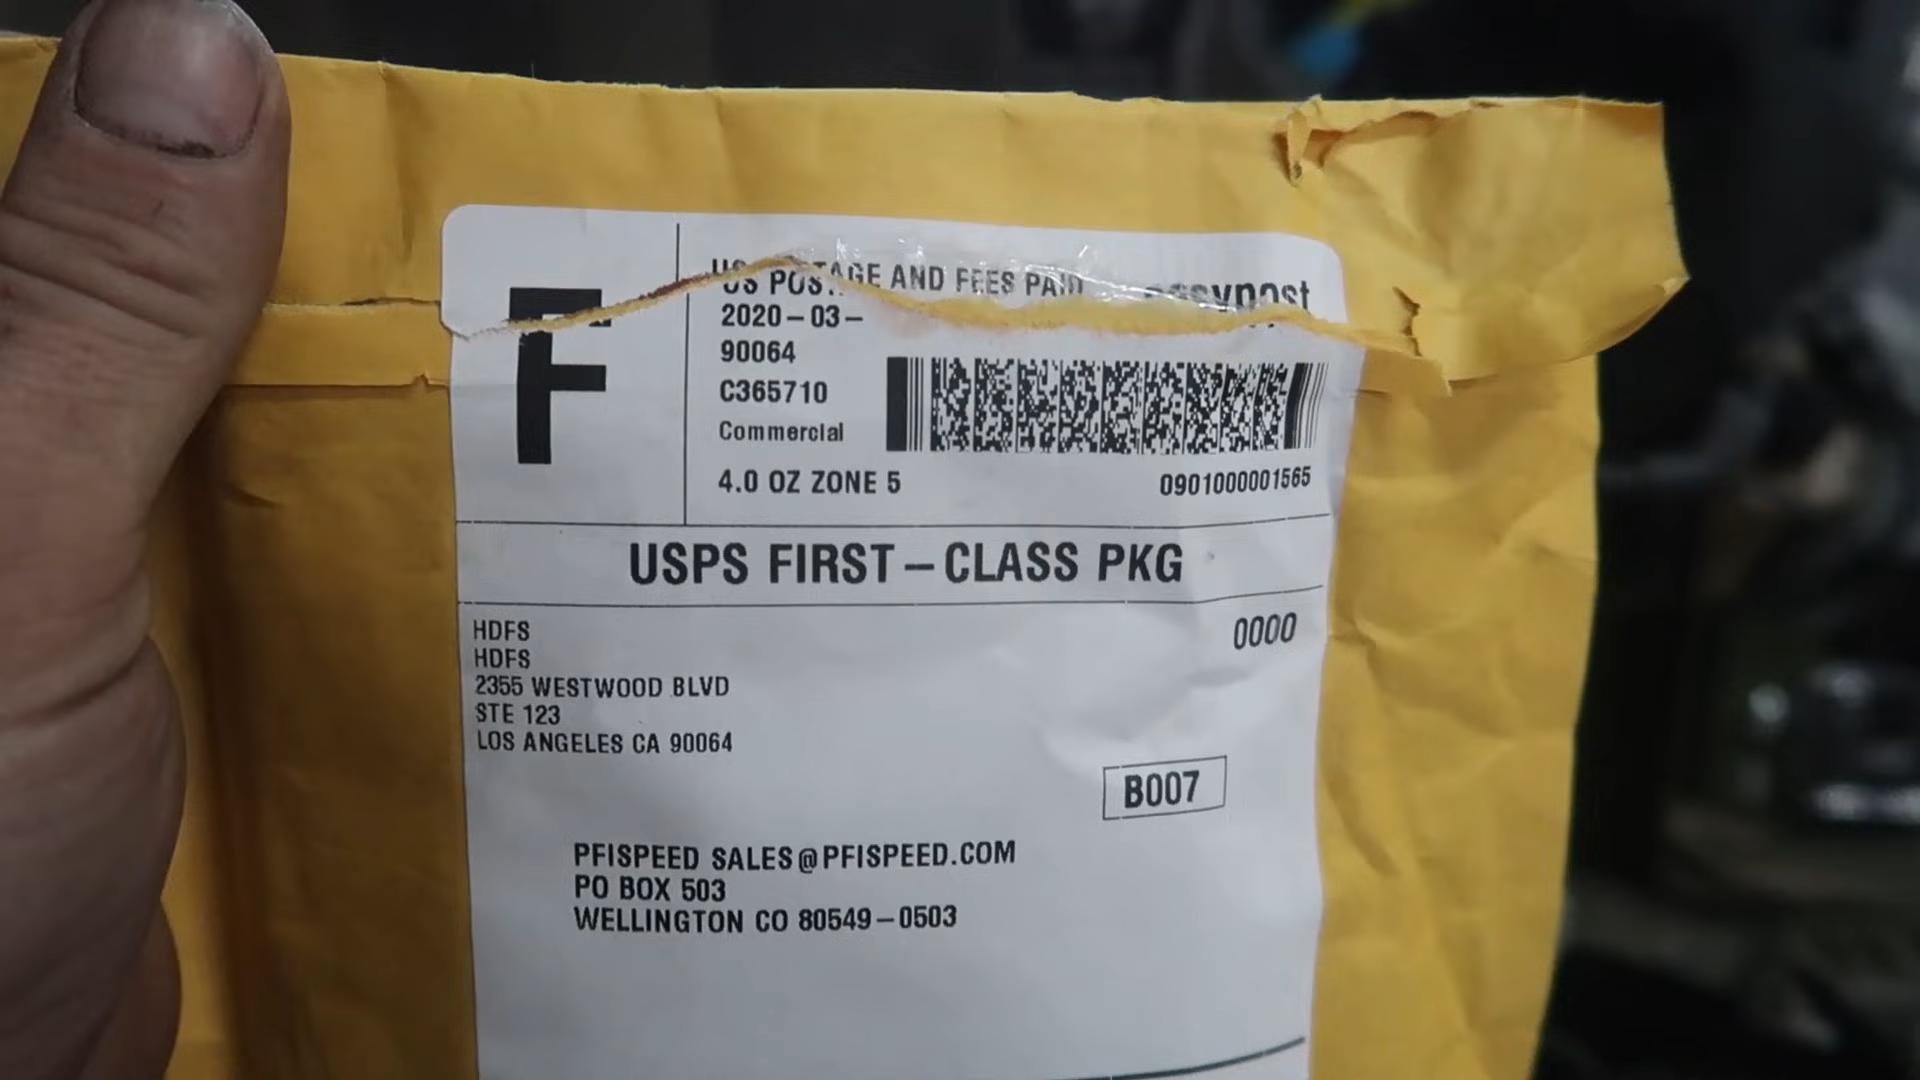 F
US POSTAGE AND FEES PAID
easypost
2020-03-
90064
C365710
Commercial
4.0 OZ ZONE 5
0901000001565
USPS FIRST-CLASS PKG
HDFS
0000
HDFS
2355 WESTWOOD BLVD
STE 123
LOS ANGELES CA 90064
B007
PFISPEED SALES@PFISPEED.COM
PO BOX 503
WELLINGTON CO 80549-0503